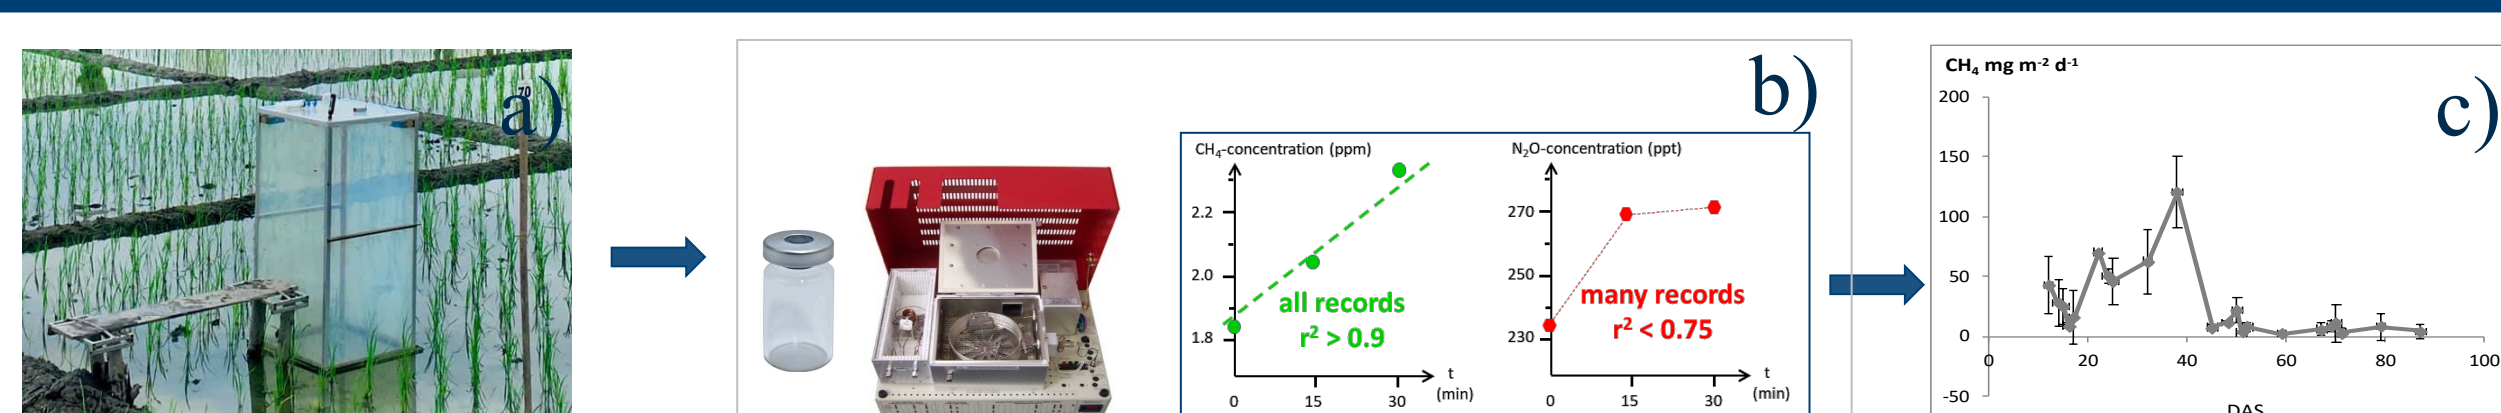 a)
70
b)
CH₄-concentration (ppm)
2.2
2.0
1.8
all records
r² > 0.9
0 15 30
t
(min)
N₂O-concentration (ppt)
270
250
230
many records
r² < 0.75
0 15 30
t
(min)
c)
CH₄ mg m⁻² d⁻¹
200
150
100
50
0
-50
0 20 40 60 80 100
DAS